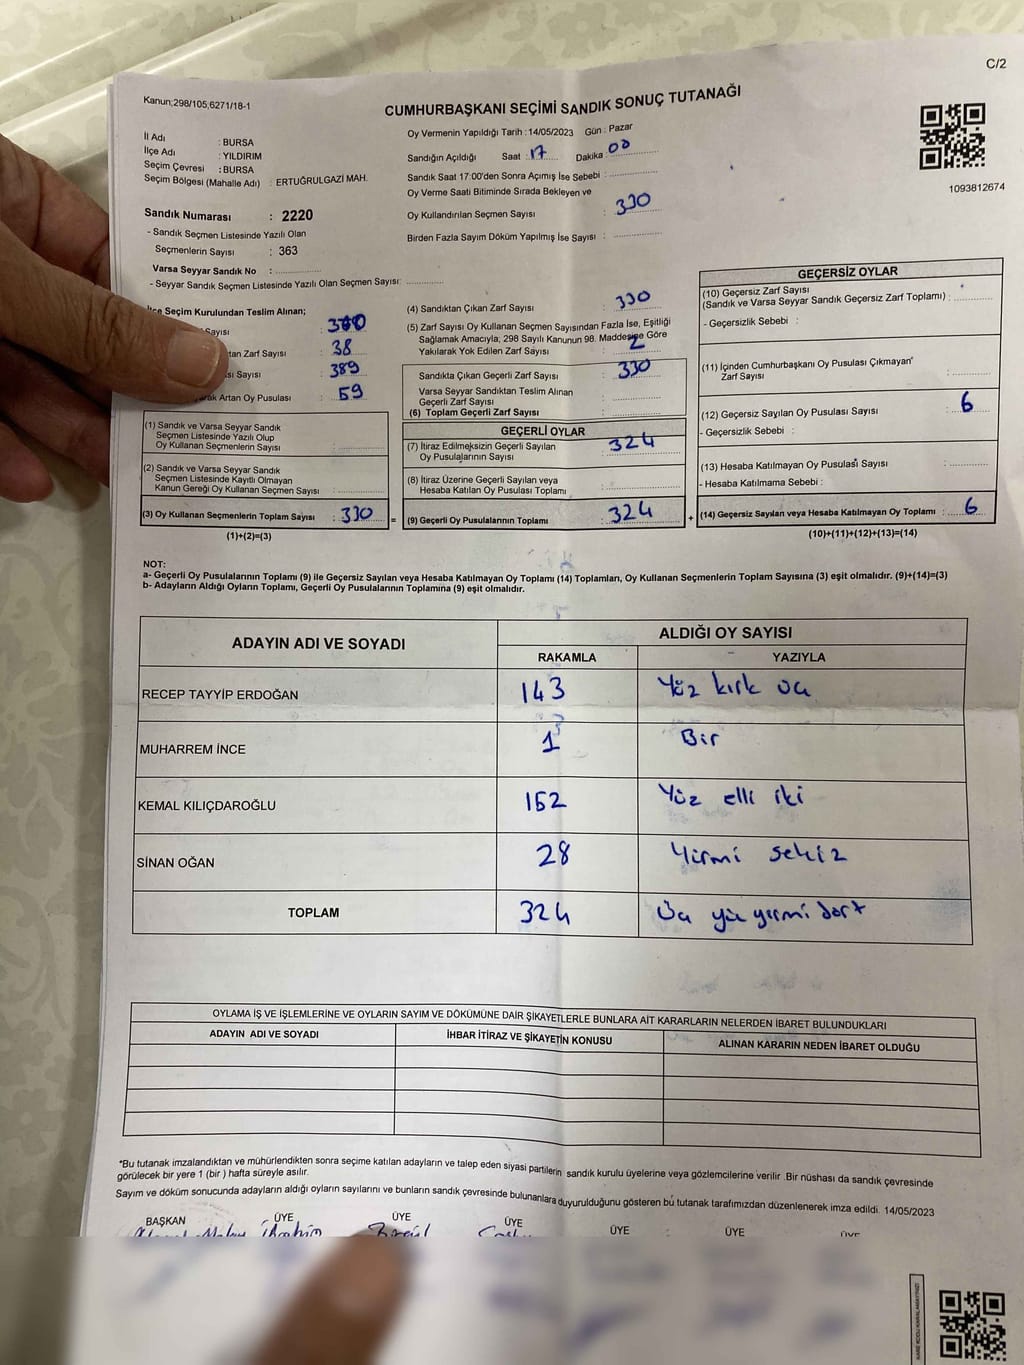 C/2
Kanun;298/105;6271/18-1
CUMHURBAŞKANI SEÇİMİ SANDIK SONUÇ TUTANAĞI
1093812674
İl Adı : BURSA
İlçe Adı : YILDIRIM
Seçim Çevresi : BURSA
Seçim Bölgesi (Mahalle Adı) : ERTUĞRULGAZİ MAH.
Sandık Numarası : 2220
- Sandık Seçmen Listesinde Yazılı Olan
Seçmenlerin Sayısı : 363
Varsa Seyyar Sandık No :
- Seyyar Sandık Seçmen Listesinde Yazılı Olan Seçmen Sayısı:
Oy Vermenin Yapıldığı Tarih : 14/05/2023 Gün : Pazar
Sandığın Açıldığı Saat : 17 Dakika : 00
Sandık Saat 17:00'den Sonra Açımış İse Sebebi :
Oy Verme Saati Bitiminde Sırada Bekleyen ve
Oy Kullandırılan Seçmen Sayısı : 330
Birden Fazla Sayım Döküm Yapılmış İse Sayısı :
Seçim Kurulundan Teslim Alınan;
Sayısı :
tan Zarf Sayısı : 38
sı Sayısı : 389
rak Artan Oy Pusulası : 59
(1) Sandık ve Varsa Seyyar Sandık
Seçmen Listesinde Yazılı Olup
Oy Kullanan Seçmenlerin Sayısı :
(2) Sandık ve Varsa Seyyar Sandık
Seçmen Listesinde Kayıtlı Olmayan
Kanun Gereği Oy Kullanan Seçmen Sayısı :
(3) Oy Kullanan Seçmenlerin Toplam Sayısı : 330 =
(1)+(2)=(3)
(4) Sandıktan Çıkan Zarf Sayısı : 330
(5) Zarf Sayısı Oy Kullanan Seçmen Sayısından Fazla İse, Eşitliği
Sağlamak Amacıyla; 298 Sayılı Kanunun 98. Maddesine Göre
Yakılarak Yok Edilen Zarf Sayısı : 2
Sandıkta Çıkan Geçerli Zarf Sayısı : 330
Varsa Seyyar Sandıktan Teslim Alınan
Geçerli Zarf Sayısı :
(6) Toplam Geçerli Zarf Sayısı :
GEÇERLİ OYLAR
(7) İtiraz Edilmeksizin Geçerli Sayılan
Oy Pusulalarının Sayısı : 324
(8) İtiraz Üzerine Geçerli Sayılan veya
Hesaba Katılan Oy Pusulası Toplamı :
(9) Geçerli Oy Pusulalarının Toplamı : 324 +
GEÇERSİZ OYLAR
(10) Geçersiz Zarf Sayısı
(Sandık ve Varsa Seyyar Sandık Geçersiz Zarf Toplamı) :
- Geçersizlik Sebebi :
(11) İçinden Cumhurbaşkanı Oy Pusulası Çıkmayan
Zarf Sayısı :
(12) Geçersiz Sayılan Oy Pusulası Sayısı : 6
- Geçersizlik Sebebi :
(13) Hesaba Katılmayan Oy Pusulası Sayısı :
- Hesaba Katılmama Sebebi :
(14) Geçersiz Sayılan veya Hesaba Katılmayan Oy Toplamı : 6
(10)+(11)+(12)+(13)=(14)
NOT:
a- Geçerli Oy Pusulalarının Toplamı (9) ile Geçersiz Sayılan veya Hesaba Katılmayan Oy Toplamı (14) Toplamları, Oy Kullanan Seçmenlerin Toplam Sayısına (3) eşit olmalıdır. (9)+(14)=(3)
b- Adayların Aldığı Oyların Toplamı, Geçerli Oy Pusulalarının Toplamına (9) eşit olmalıdır.
ADAYIN ADI VE SOYADI ALDIĞI OY SAYISI
RAKAMLA YAZIYLA
RECEP TAYYİP ERDOĞAN 143 Yüz kırk üç
MUHARREM İNCE 1 Bir
KEMAL KILIÇDAROĞLU 152 Yüz elli iki
SİNAN OĞAN 28 Yirmi sekiz
TOPLAM 324 Üç yüz yirmi dört
OYLAMA İŞ VE İŞLEMLERİNE VE OYLARIN SAYIM VE DÖKÜMÜNE DAİR ŞİKAYETLERLE BUNLARA AİT KARARLARIN NELERDEN İBARET BULUNDUKLARI
ADAYIN ADI VE SOYADI İHBAR İTİRAZ VE ŞİKAYETİN KONUSU ALINAN KARARIN NEDEN İBARET OLDUĞU
*Bu tutanak imzalandıktan ve mühürlendikten sonra seçime katılan adayların ve talep eden siyasi partilerin sandık kurulu üyelerine veya gözlemcilerine verilir. Bir nüshası da sandık çevresinde
görülecek bir yere 1 (bir) hafta süreyle asılır.
Sayım ve döküm sonucunda adayların aldığı oyların sayılarını ve bunların sandık çevresinde bulunanlara duyurulduğunu gösteren bu tutanak tarafımızdan düzenlenerek imza edildi. 14/05/2023
BAŞKAN ÜYE ÜYE ÜYE ÜYE ÜYE ÜYE
İbrahim